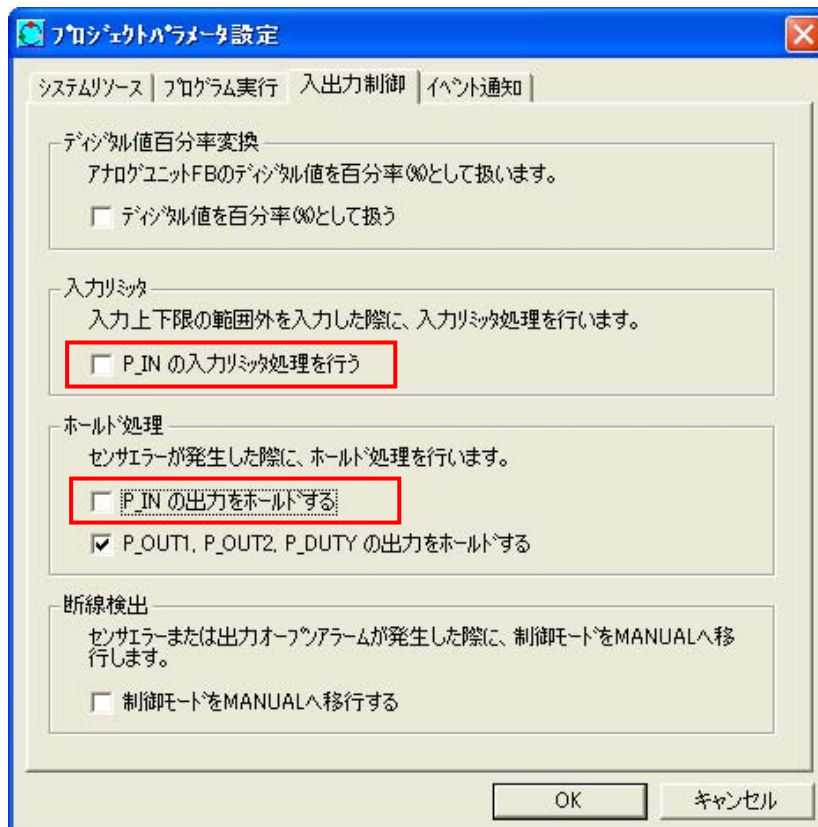 プロジェクトパラメータ設定
システムリソース
プログラム実行
入出力制御
イベント通知
ディジタル値百分率変換
アナログユニットFBのディジタル値を百分率(%)として扱います。
ディジタル値を百分率(%)として扱う
入力リミッタ
入力上下限の範囲外を入力した際に、入力リミッタ処理を行います。
P_IN の入力リミッタ処理を行う
ホールド処理
センサエラーが発生した際に、ホールド処理を行います。
P_IN の出力をホールドする
P_OUT1, P_OUT2, P_DUTY の出力をホールドする
断線検出
センサエラーまたは出力オープンアラームが発生した際に、制御モードをMANUALへ移
行します。
制御モードをMANUALへ移行する
OK
キャンセル